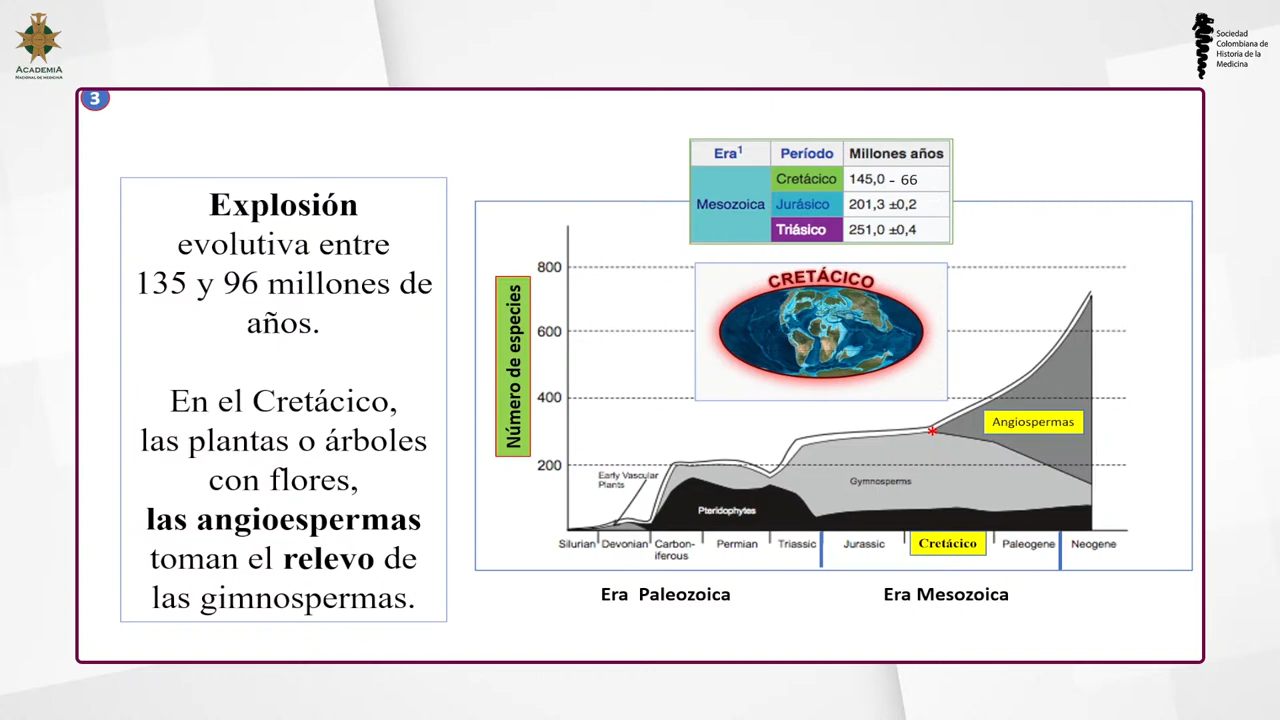 ACADEMIA
NACIONAL DE MEDICINA
Sociedad
Colombiana de
Historia de la
Medicina
3
Explosión
evolutiva entre
135 y 96 millones de
años.
En el Cretácico,
las plantas o árboles
con flores,
las angioespermas
toman el relevo de
las gimnospermas.
Era1 Período Millones años
Mesozoica
Cretácico 145,0 - 66
Jurásico 201,3 ±0,2
Triásico 251,0 ±0,4
CRETÁCICO
Número de especies
800
600
400
200
Angiospermas
Early Vascular
Plants
Gymnosperms
Pteridophytes
Silurian Devonian Carbon-
iferous Permian Triassic Jurassic Cretácico Paleogene Neogene
Era Paleozoica Era Mesozoica